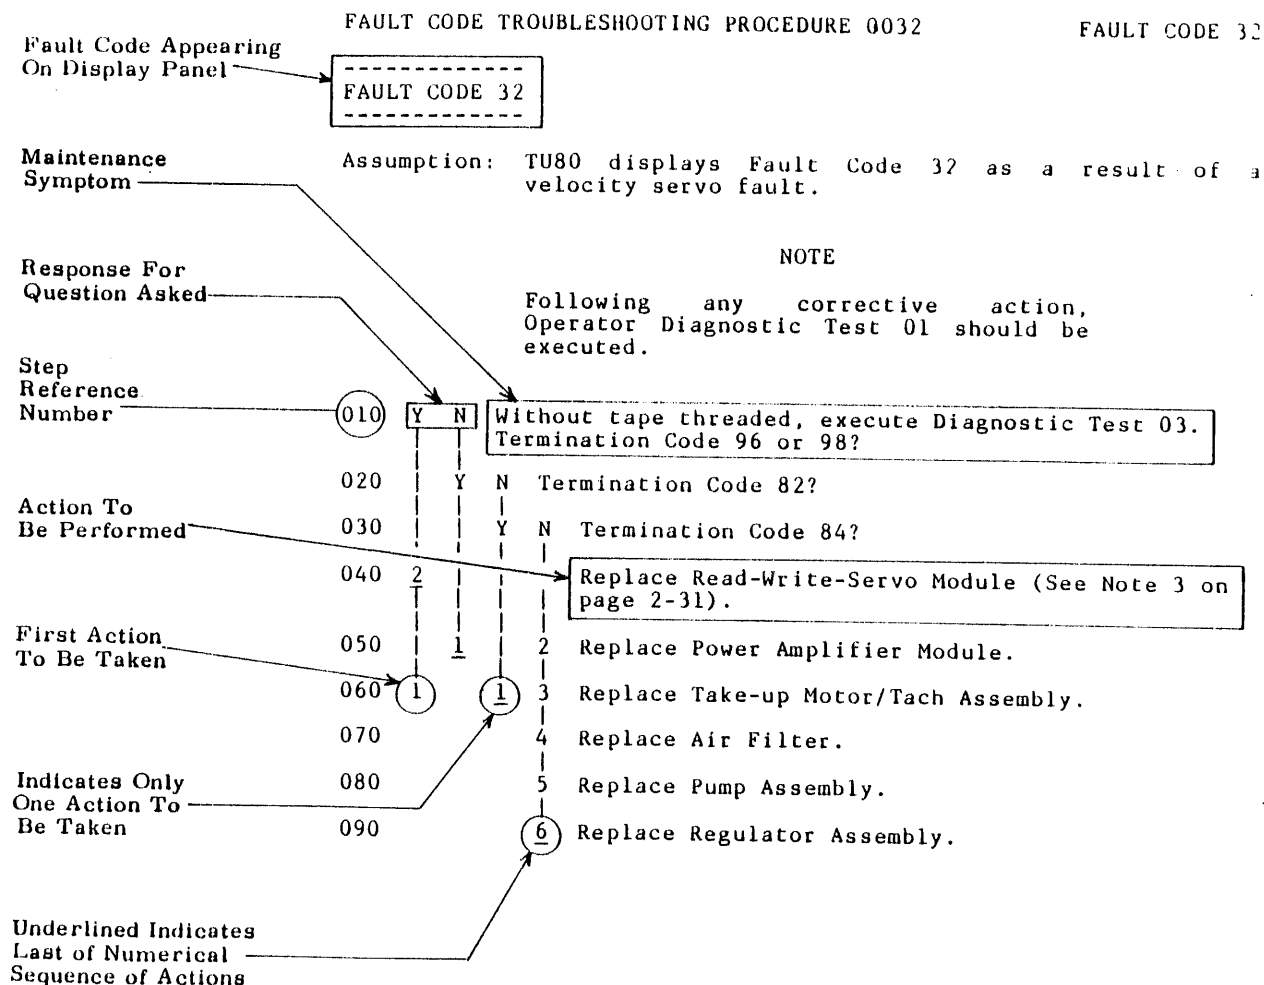 FAULT CODE TROUBLESHOOTING PROCEDURE 0032 FAULT CODE 32
Fault Code Appearing
On Display Panel
-------------
FAULT CODE 32
-------------
Maintenance
Symptom
Assumption: TU80 displays Fault Code 32 as a result of a
velocity servo fault.
NOTE
Response For
Question Asked
Following any corrective action,
Operator Diagnostic Test 01 should be
executed.
Step
Reference
Number
010 Y N Without tape threaded, execute Diagnostic Test 03.
Termination Code 96 or 98?
020 Y N Termination Code 82?
Action To
Be Performed
030 Y N Termination Code 84?
040 2 Replace Read-Write-Servo Module (See Note 3 on
page 2-31).
First Action
To Be Taken
050 1 2 Replace Power Amplifier Module.
060 1 1 3 Replace Take-up Motor/Tach Assembly.
070 4 Replace Air Filter.
Indicates Only
One Action To
Be Taken
080 5 Replace Pump Assembly.
090 6 Replace Regulator Assembly.
Underlined Indicates
Last of Numerical
Sequence of Actions